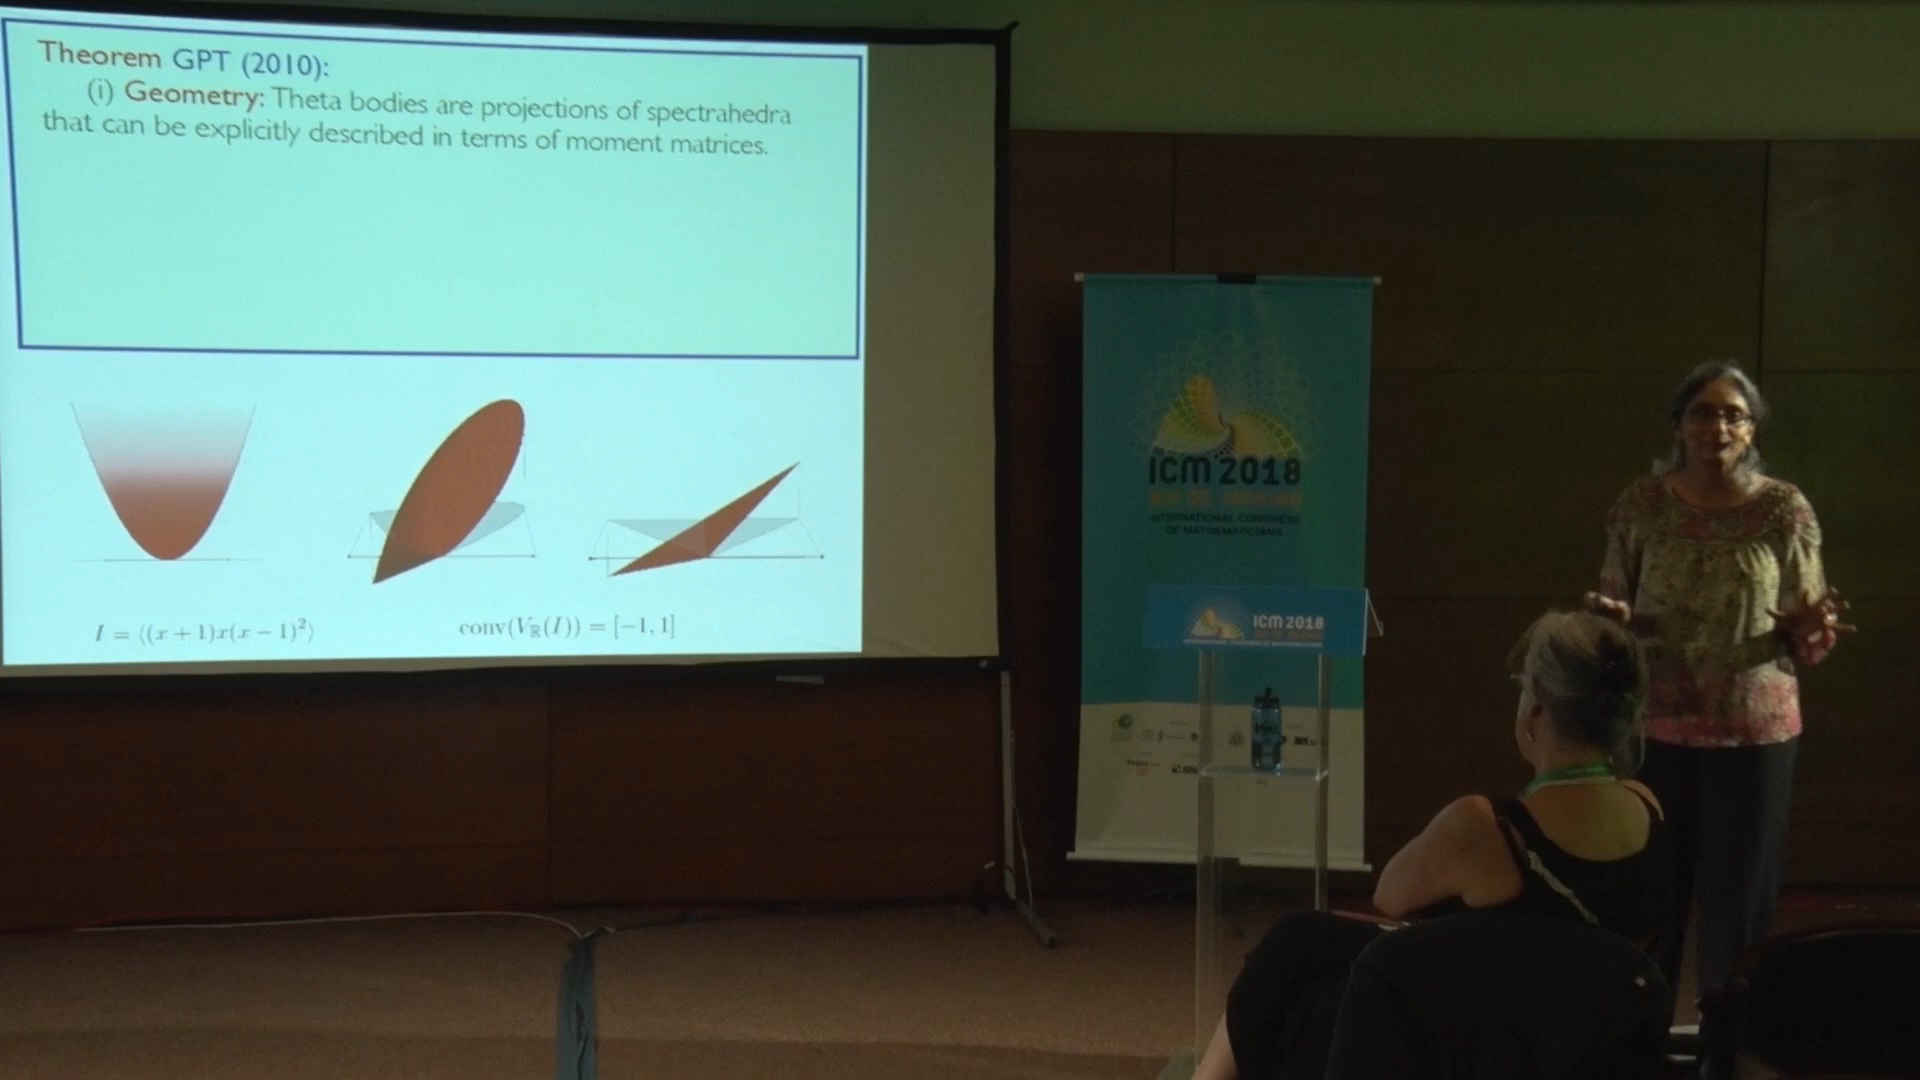 Theorem GPT (2010):
(i) Geometry: Theta bodies are projections of spectrahedra
that can be explicitly described in terms of moment matrices.
I = ⟨(x + 1)x(x − 1)²⟩
conv(V_ℝ(I)) = [−1, 1]
ICM 2018
INTERNATIONAL CONGRESS
OF MATHEMATICIANS
ICM 2018